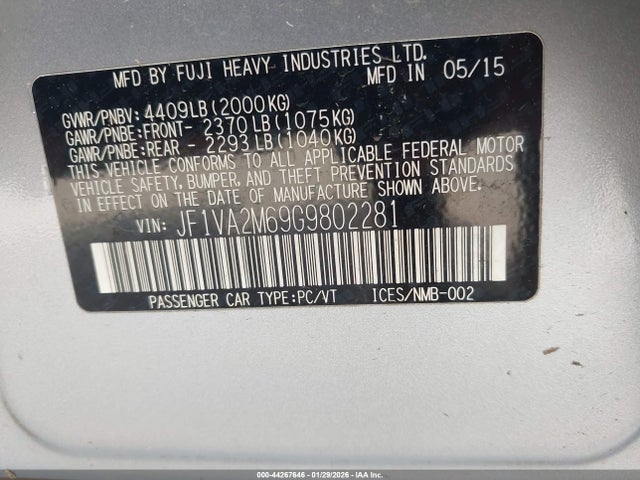 MFD BY FUJI HEAVY INDUSTRIES LTD.
MFD IN 05/15
GVWR/PNBV: 4409LB(2000KG)
GAWR/PNBE:FRONT- 2370 LB(1075KG)
GAWR/PNBE:REAR - 2293 LB(1040KG)
THIS VEHICLE CONFORMS TO ALL APPLICABLE FEDERAL MOTOR
VEHICLE SAFETY, BUMPER, AND THEFT PREVENTION STANDARDS
IN EFFECT ON THE DATE OF MANUFACTURE SHOWN ABOVE.
VIN: JF1VA2M69G9802281
PASSENGER CAR TYPE:PC/VT ICES/NMB-002
000-44267646 - 01/29/2026 - IAA Inc.